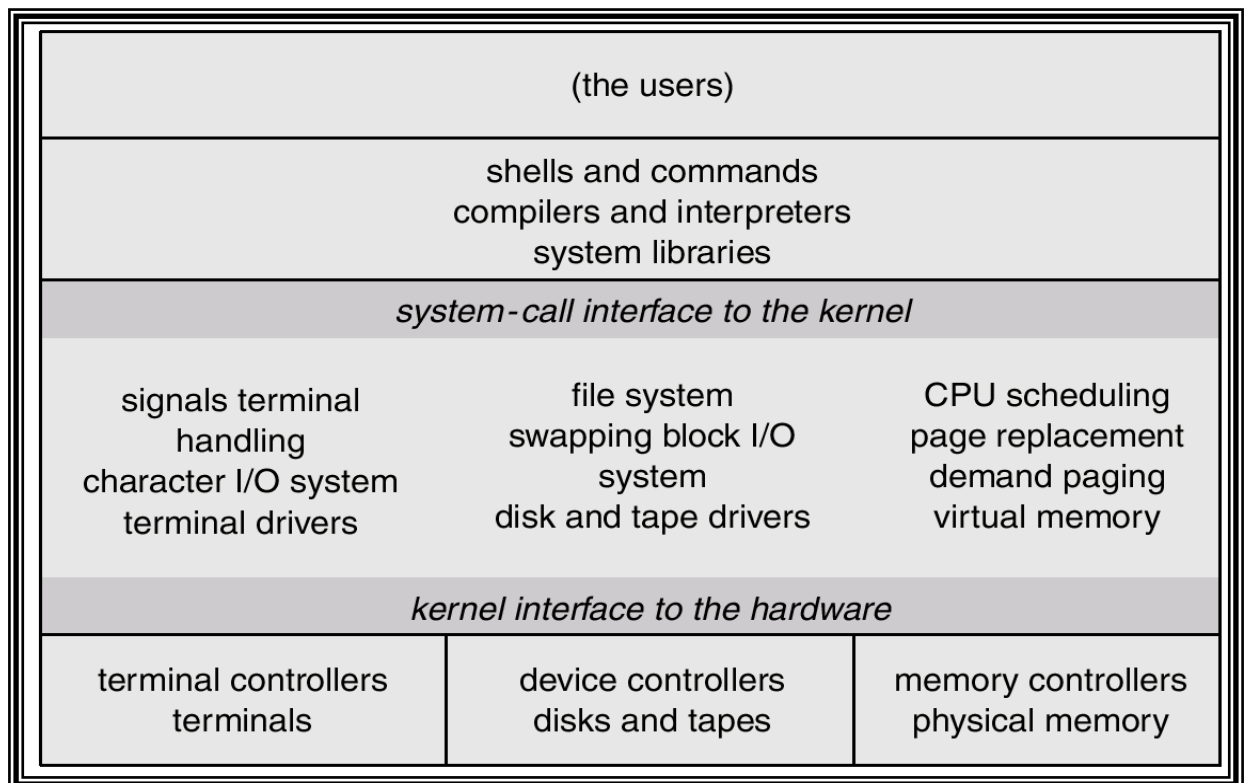 (the users)
shells and commands
compilers and interpreters
system libraries
system-call interface to the kernel
signals terminal
handling
character I/O system
terminal drivers
file system
swapping block I/O
system
disk and tape drivers
CPU scheduling
page replacement
demand paging
virtual memory
kernel interface to the hardware
terminal controllers
terminals
device controllers
disks and tapes
memory controllers
physical memory